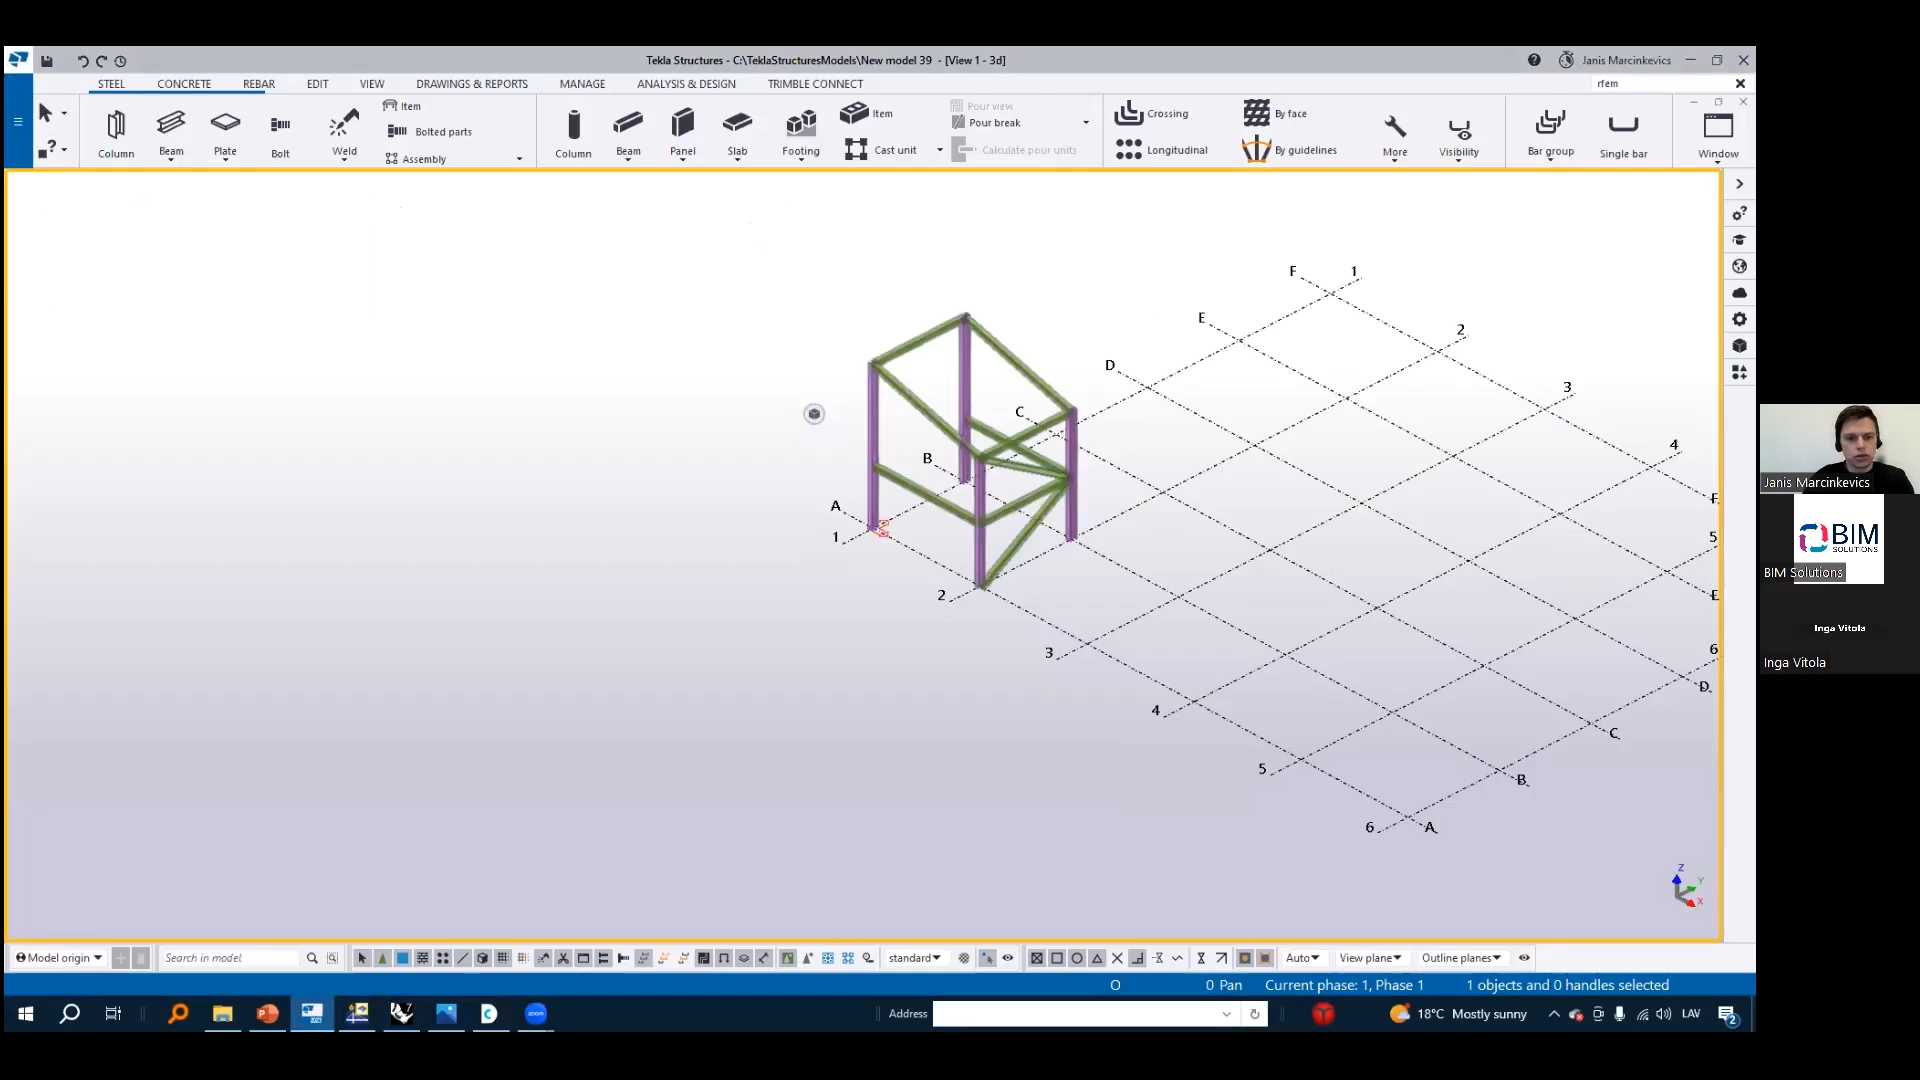 Tekla Structures - C:\TeklaStructuresModels\New model 39 - [View 1 - 3d]
Janis Marcinkevics
STEEL CONCRETE REBAR EDIT VIEW DRAWINGS & REPORTS MANAGE ANALYSIS & DESIGN TRIMBLE CONNECT
rfem
Column
Beam
Plate
Bolt
Weld
Item
Bolted parts
Assembly
Column
Beam
Panel
Slab
Footing
Item
Cast unit
Pour view
Pour break
Calculate pour units
Crossing
Longitudinal
By face
By guidelines
More
Visibility
Bar group
Single bar
Window
F 1
E 2
D 3
C 4
B F
A 5
1 E
2 6
3 D
4 C
5 B
6 A
Z
Y
X
Janis Marcinkevics
BIM
SOLUTIONS
BIM Solutions
Inga Vitola
Inga Vitola
Model origin
Search in model
standard
Auto
View plane
Outline planes
O
0 Pan
Current phase: 1, Phase 1
1 objects and 0 handles selected
zoom
Address
18°C Mostly sunny
LAV
2